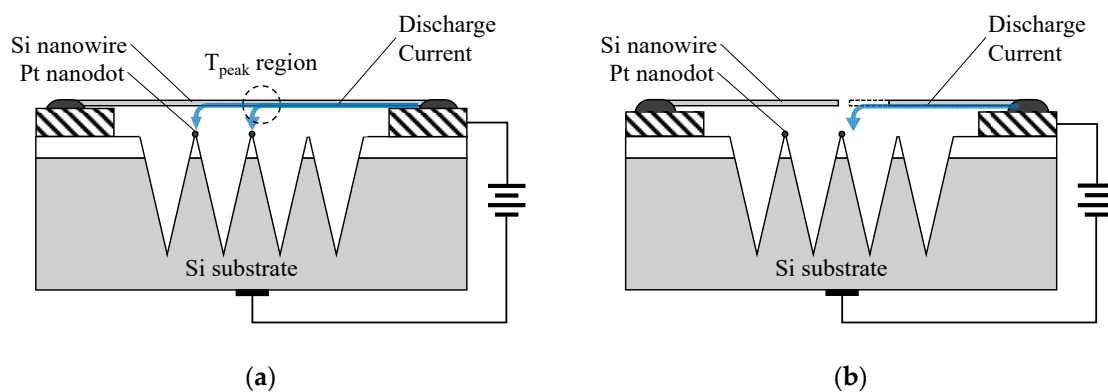 Si nanowire
Pt nanodot
T_peak region
Discharge
Current
Si substrate
(a)
Si nanowire
Pt nanodot
Discharge
Current
Si substrate
(b)